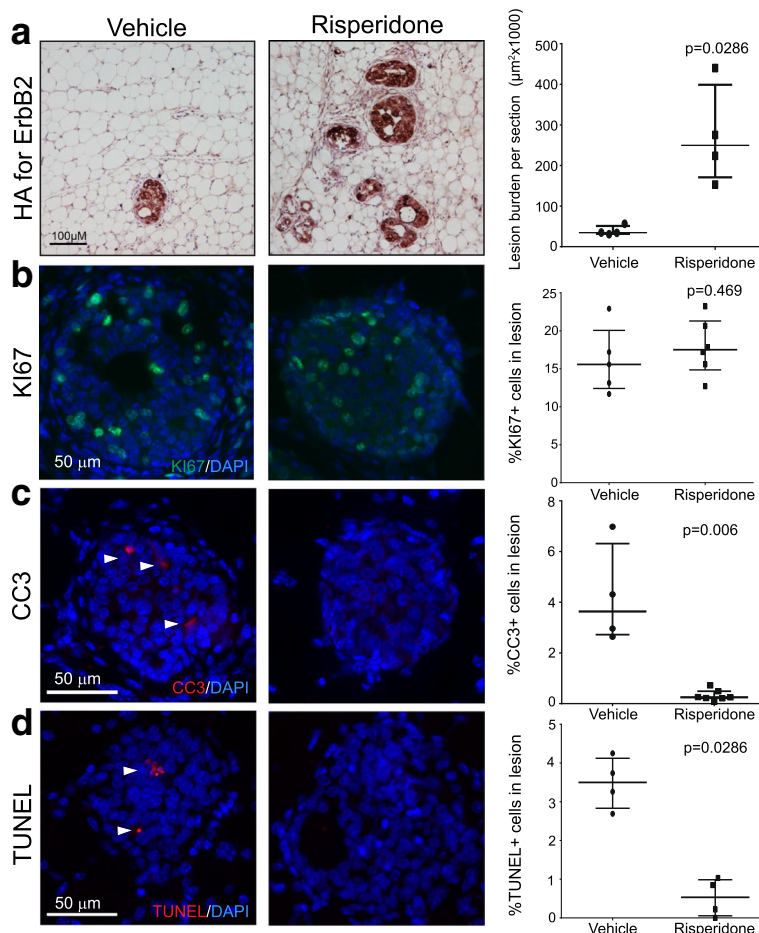 Vehicle Risperidone
a
HA for ErbB2
100µM
Lesion burden per section (µm²x1000)
500
400
300
200
100
0
p=0.0286
Vehicle Risperidone
b
KI67
50 µm
KI67/DAPI
%KI67+ cells in lesion
25
20
15
10
5
0
p=0.469
Vehicle Risperidone
c
CC3
50 µm
CC3/DAPI
%CC3+ cells in lesion
8
6
4
2
0
p=0.006
Vehicle Risperidone
d
TUNEL
50 µm
TUNEL/DAPI
%TUNEL+ cells in lesion
5
4
3
2
1
0
p=0.0286
Vehicle Risperidone